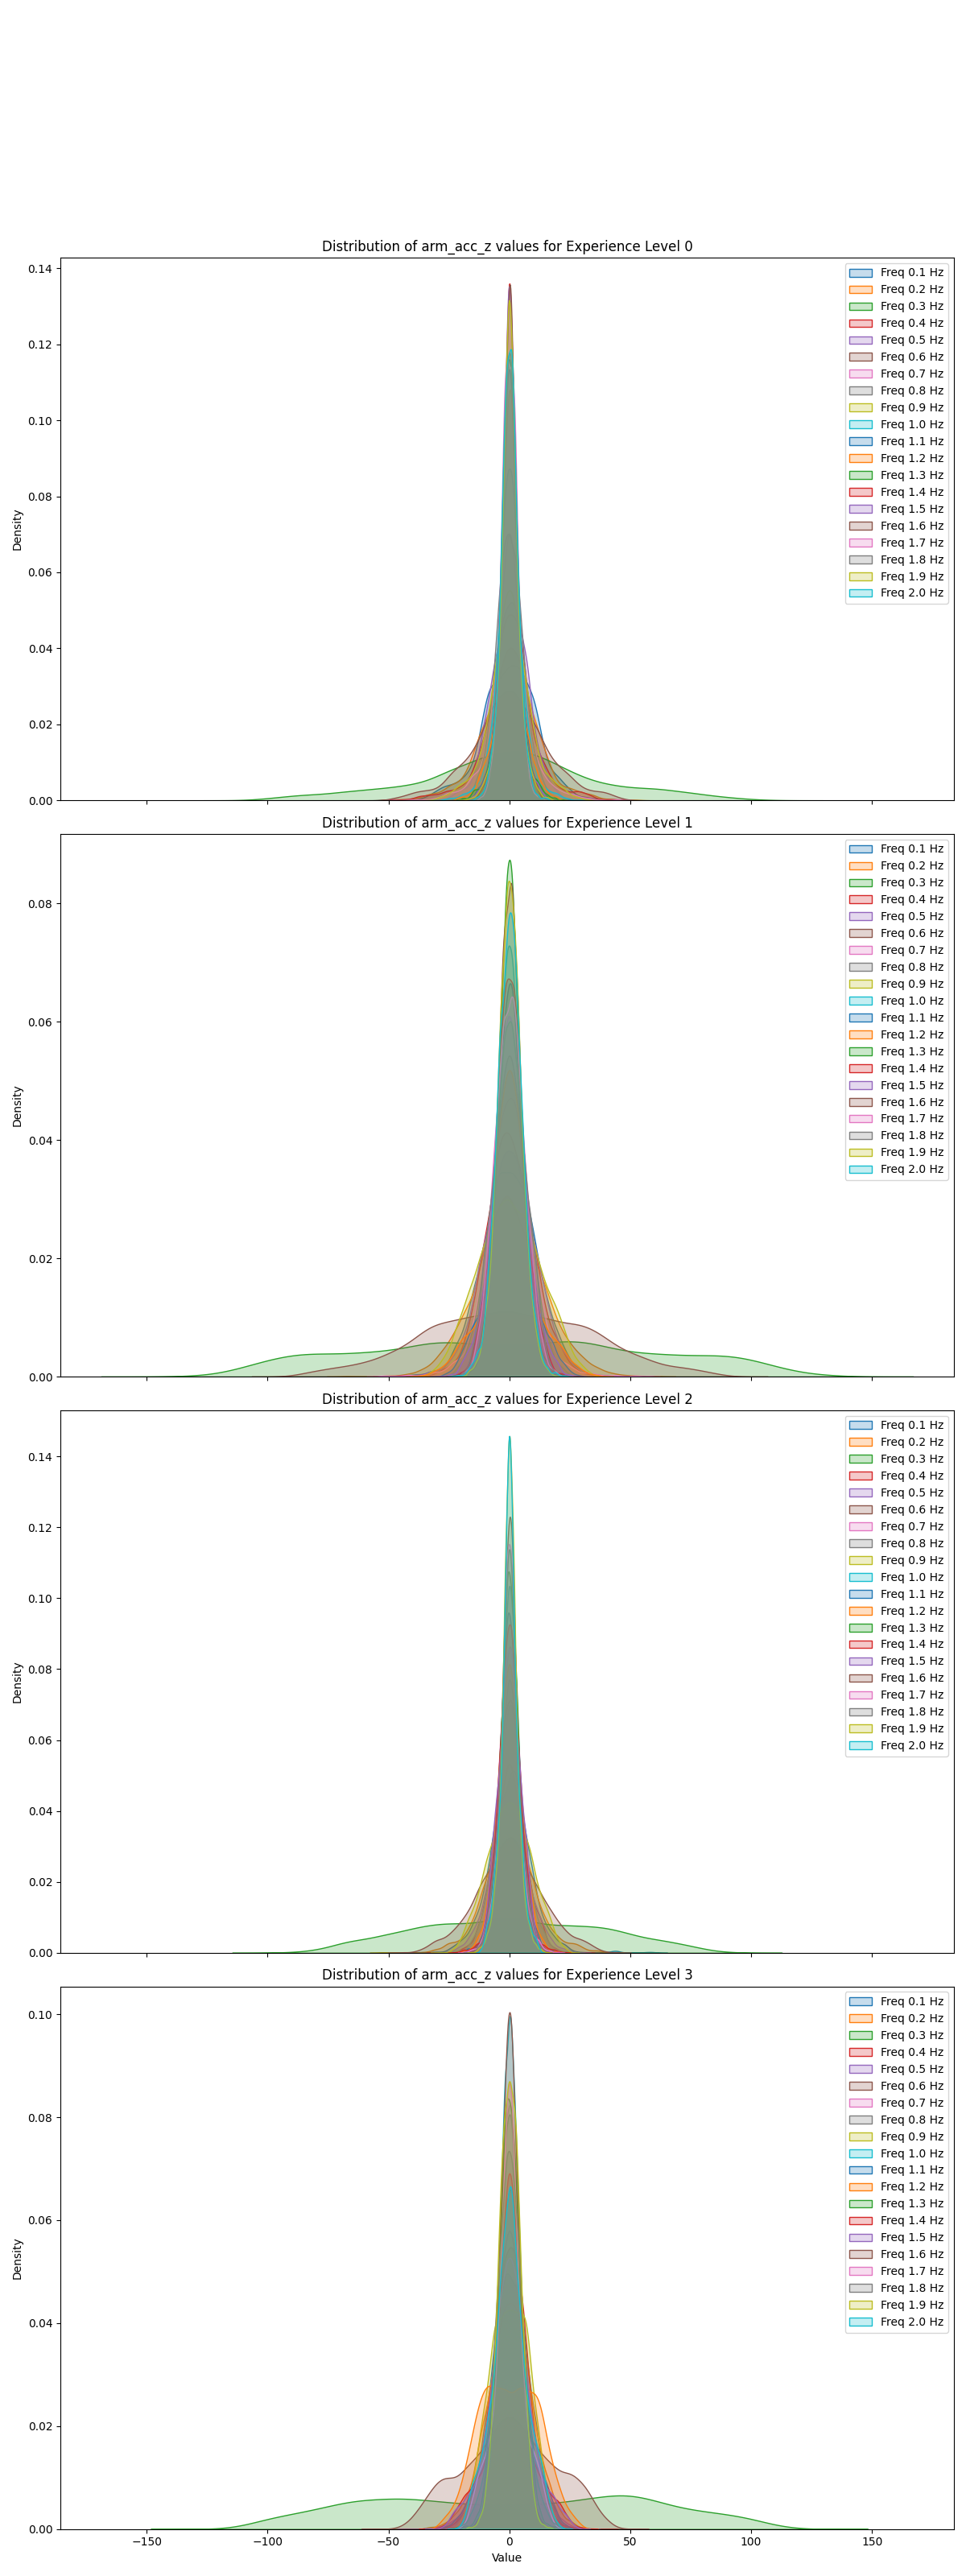 Distribution of arm_acc_z values for Experience Level 0
0.14
0.12
0.10
0.08
0.06
0.04
0.02
0.00
Density
Freq 0.1 Hz
Freq 0.2 Hz
Freq 0.3 Hz
Freq 0.4 Hz
Freq 0.5 Hz
Freq 0.6 Hz
Freq 0.7 Hz
Freq 0.8 Hz
Freq 0.9 Hz
Freq 1.0 Hz
Freq 1.1 Hz
Freq 1.2 Hz
Freq 1.3 Hz
Freq 1.4 Hz
Freq 1.5 Hz
Freq 1.6 Hz
Freq 1.7 Hz
Freq 1.8 Hz
Freq 1.9 Hz
Freq 2.0 Hz
Distribution of arm_acc_z values for Experience Level 1
0.08
0.06
0.04
0.02
0.00
Density
Freq 0.1 Hz
Freq 0.2 Hz
Freq 0.3 Hz
Freq 0.4 Hz
Freq 0.5 Hz
Freq 0.6 Hz
Freq 0.7 Hz
Freq 0.8 Hz
Freq 0.9 Hz
Freq 1.0 Hz
Freq 1.1 Hz
Freq 1.2 Hz
Freq 1.3 Hz
Freq 1.4 Hz
Freq 1.5 Hz
Freq 1.6 Hz
Freq 1.7 Hz
Freq 1.8 Hz
Freq 1.9 Hz
Freq 2.0 Hz
Distribution of arm_acc_z values for Experience Level 2
0.14
0.12
0.10
0.08
0.06
0.04
0.02
0.00
Density
Freq 0.1 Hz
Freq 0.2 Hz
Freq 0.3 Hz
Freq 0.4 Hz
Freq 0.5 Hz
Freq 0.6 Hz
Freq 0.7 Hz
Freq 0.8 Hz
Freq 0.9 Hz
Freq 1.0 Hz
Freq 1.1 Hz
Freq 1.2 Hz
Freq 1.3 Hz
Freq 1.4 Hz
Freq 1.5 Hz
Freq 1.6 Hz
Freq 1.7 Hz
Freq 1.8 Hz
Freq 1.9 Hz
Freq 2.0 Hz
Distribution of arm_acc_z values for Experience Level 3
0.10
0.08
0.06
0.04
0.02
0.00
Density
Freq 0.1 Hz
Freq 0.2 Hz
Freq 0.3 Hz
Freq 0.4 Hz
Freq 0.5 Hz
Freq 0.6 Hz
Freq 0.7 Hz
Freq 0.8 Hz
Freq 0.9 Hz
Freq 1.0 Hz
Freq 1.1 Hz
Freq 1.2 Hz
Freq 1.3 Hz
Freq 1.4 Hz
Freq 1.5 Hz
Freq 1.6 Hz
Freq 1.7 Hz
Freq 1.8 Hz
Freq 1.9 Hz
Freq 2.0 Hz
−150 −100 −50 0 50 100 150
Value